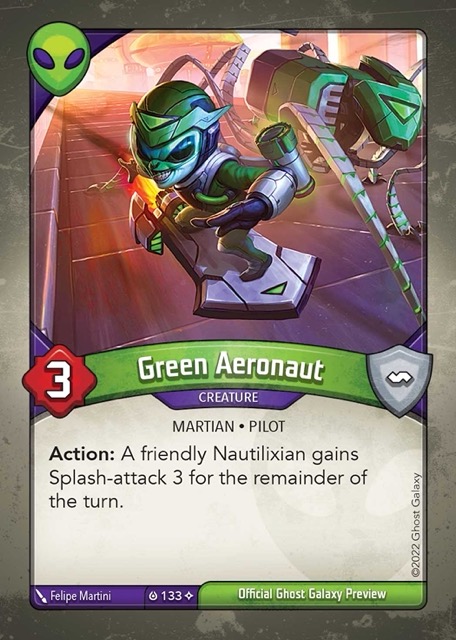 3
Green Aeronaut
CREATURE
MARTIAN • PILOT
Action: A friendly Nautilixian gains
Splash-attack 3 for the remainder of
the turn.
©2022 Ghost Galaxy
Felipe Martini
133
Official Ghost Galaxy Preview